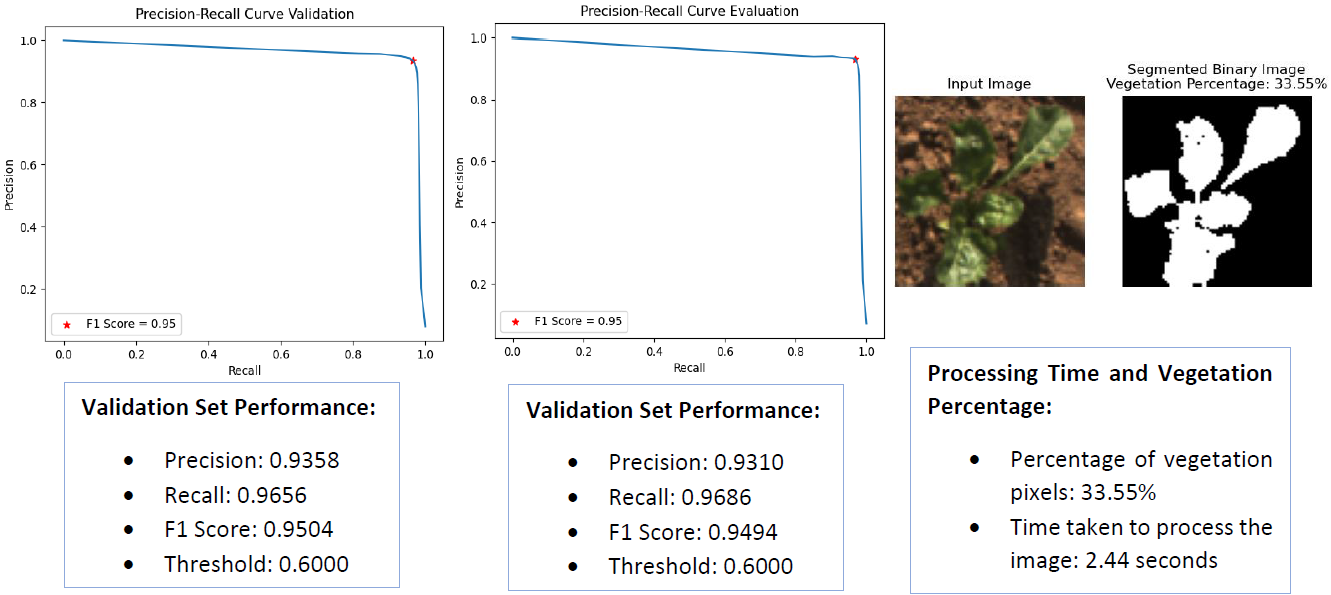 Precision-Recall Curve Validation
1.0
0.8
0.6
0.4
0.2
Precision
F1 Score = 0.95
0.0 0.2 0.4 0.6 0.8 1.0
Recall
Validation Set Performance:
• Precision: 0.9358
• Recall: 0.9656
• F1 Score: 0.9504
• Threshold: 0.6000
Precision-Recall Curve Evaluation
1.0
0.8
0.6
0.4
0.2
Precision
F1 Score = 0.95
0.0 0.2 0.4 0.6 0.8 1.0
Recall
Validation Set Performance:
• Precision: 0.9310
• Recall: 0.9686
• F1 Score: 0.9494
• Threshold: 0.6000
Input Image
Segmented Binary Image
Vegetation Percentage: 33.55%
Processing Time and Vegetation
Percentage:
• Percentage of vegetation
pixels: 33.55%
• Time taken to process the
image: 2.44 seconds